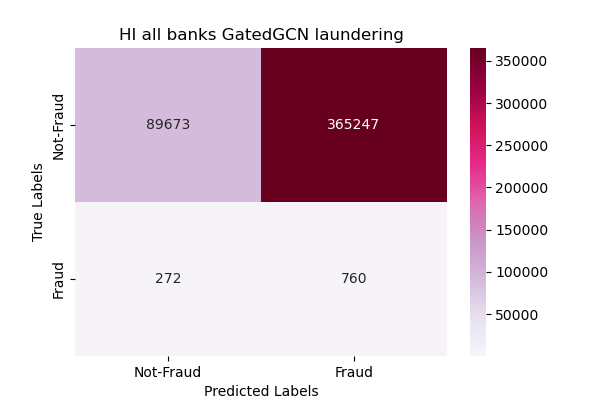 HI all banks GatedGCN laundering
True Labels
Not-Fraud
89673
365247
Fraud
272
760
Not-Fraud
Fraud
Predicted Labels
350000
300000
250000
200000
150000
100000
50000